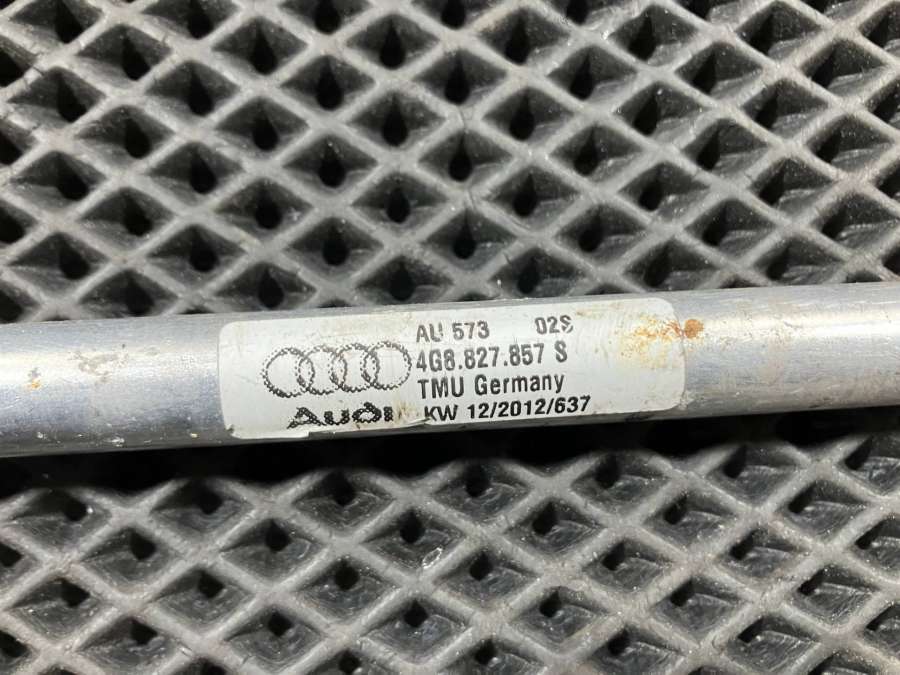 AU 573 02S
4G8.827.857 S
TMU Germany
Audi KW 12/2012/637